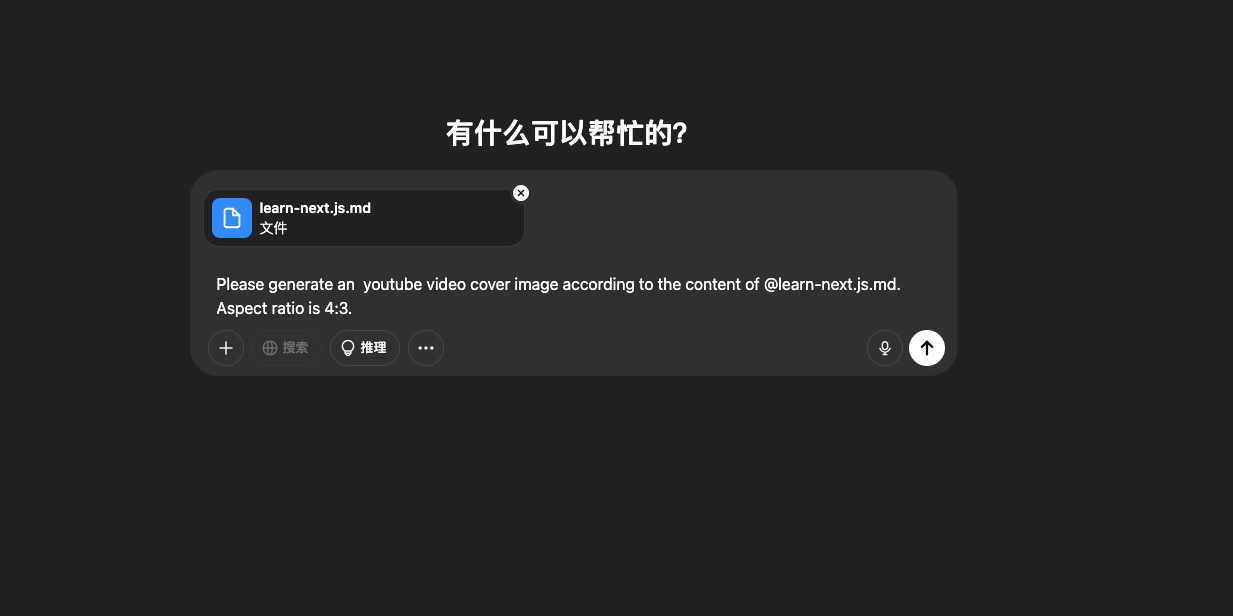 有什么可以帮忙的?
learn-next.js.md
文件
Please generate an  youtube video cover image according to the content of @learn-next.js.md.
Aspect ratio is 4:3.
搜索
推理